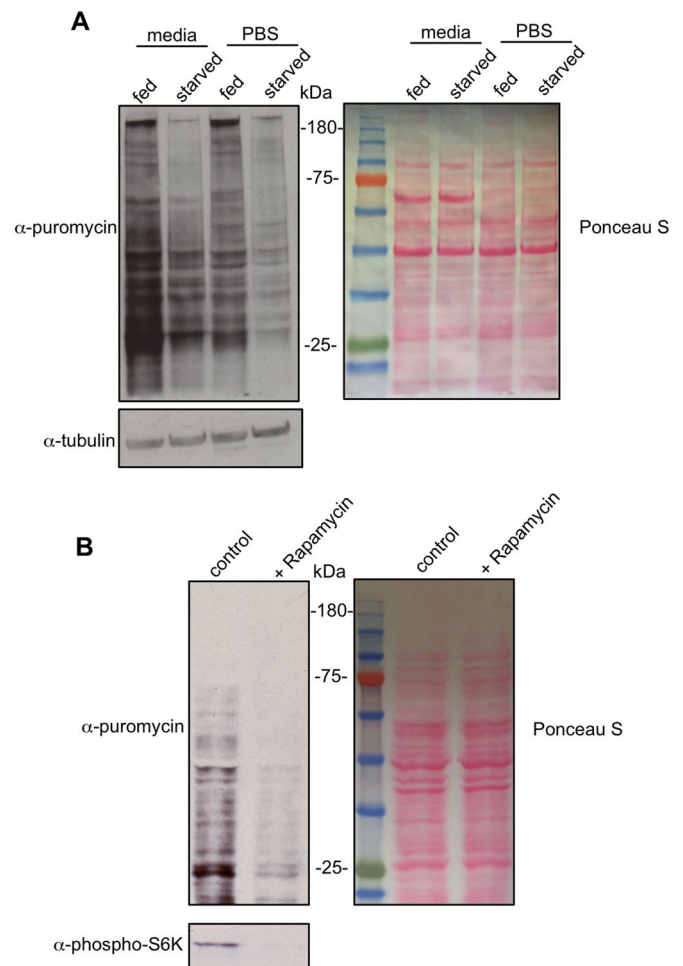 A
media PBS
media PBS
fed starved fed starved
fed starved fed starved
kDa
-180-
-75-
α-puromycin
Ponceau S
-25-
α-tubulin
B
control + Rapamycin
control + Rapamycin
kDa
-180-
-75-
α-puromycin
Ponceau S
-25-
α-phospho-S6K